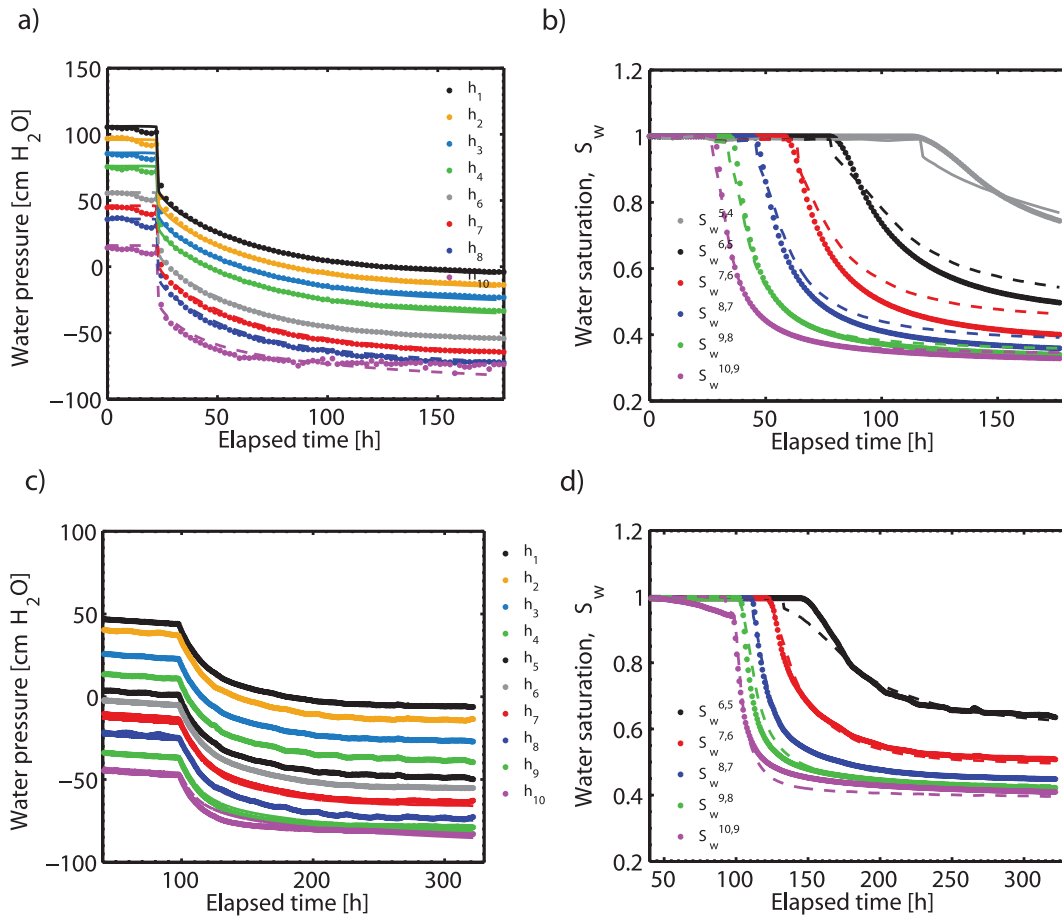 a)
150
100
50
0
−50
−100
Water pressure [cm H2O]
0 50 100 150
Elapsed time [h]
h1
h2
h3
h4
h6
h7
h8
h10
b)
1.2
1
0.8
0.6
0.4
0.2
Water saturation, Sw
0 50 100 150
Elapsed time [h]
Sw5,4
Sw6,5
Sw7,6
Sw8,7
Sw9,8
Sw10,9
c)
100
50
0
−50
−100
Water pressure [cm H2O]
100 200 300
Elapsed time [h]
h1
h2
h3
h4
h5
h6
h7
h8
h9
h10
d)
1.2
1
0.8
0.6
0.4
0.2
Water saturation, Sw
50 100 150 200 250 300
Elapsed time [h]
Sw6,5
Sw7,6
Sw8,7
Sw9,8
Sw10,9